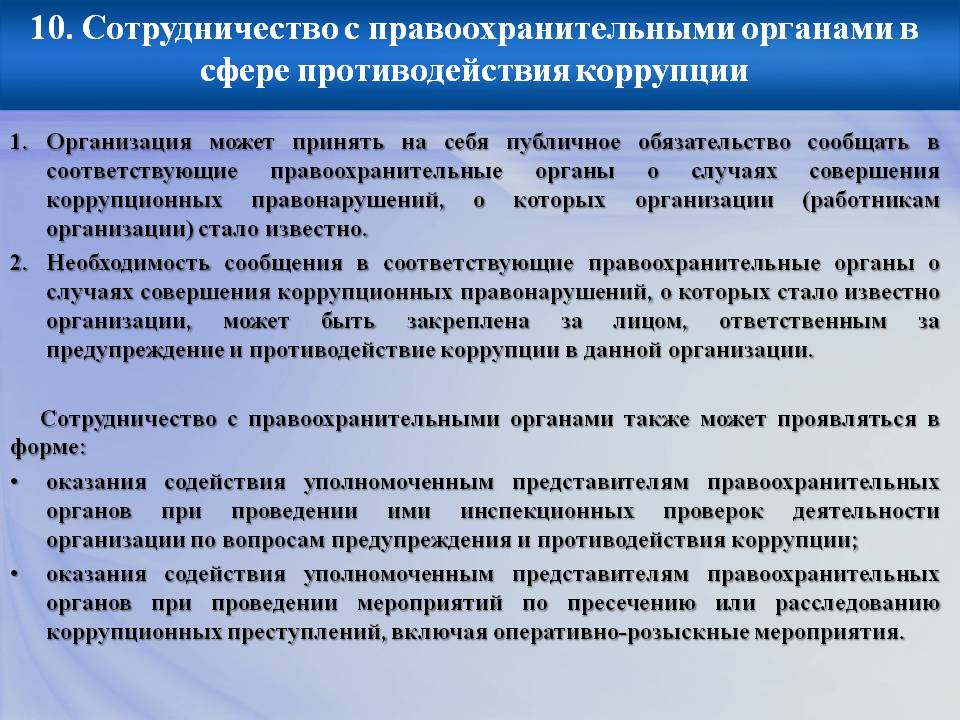 10. Сотрудничество с правоохранительными органами в
сфере противодействия коррупции
1. Организация может принять на себя публичное обязательство сообщать в
соответствующие правоохранительные органы о случаях совершения
коррупционных правонарушений, о которых организации (работникам
организации) стало известно.
2. Необходимость сообщения в соответствующие правоохранительные органы о
случаях совершения коррупционных правонарушений, о которых стало известно
организации, может быть закреплена за лицом, ответственным за
предупреждение и противодействие коррупции в данной организации.
Сотрудничество с правоохранительными органами также может проявляться в
форме:
• оказания содействия уполномоченным представителям правоохранительных
органов при проведении ими инспекционных проверок деятельности
организации по вопросам предупреждения и противодействия коррупции;
• оказания содействия уполномоченным представителям правоохранительных
органов при проведении мероприятий по пресечению или расследованию
коррупционных преступлений, включая оперативно-розыскные мероприятия.